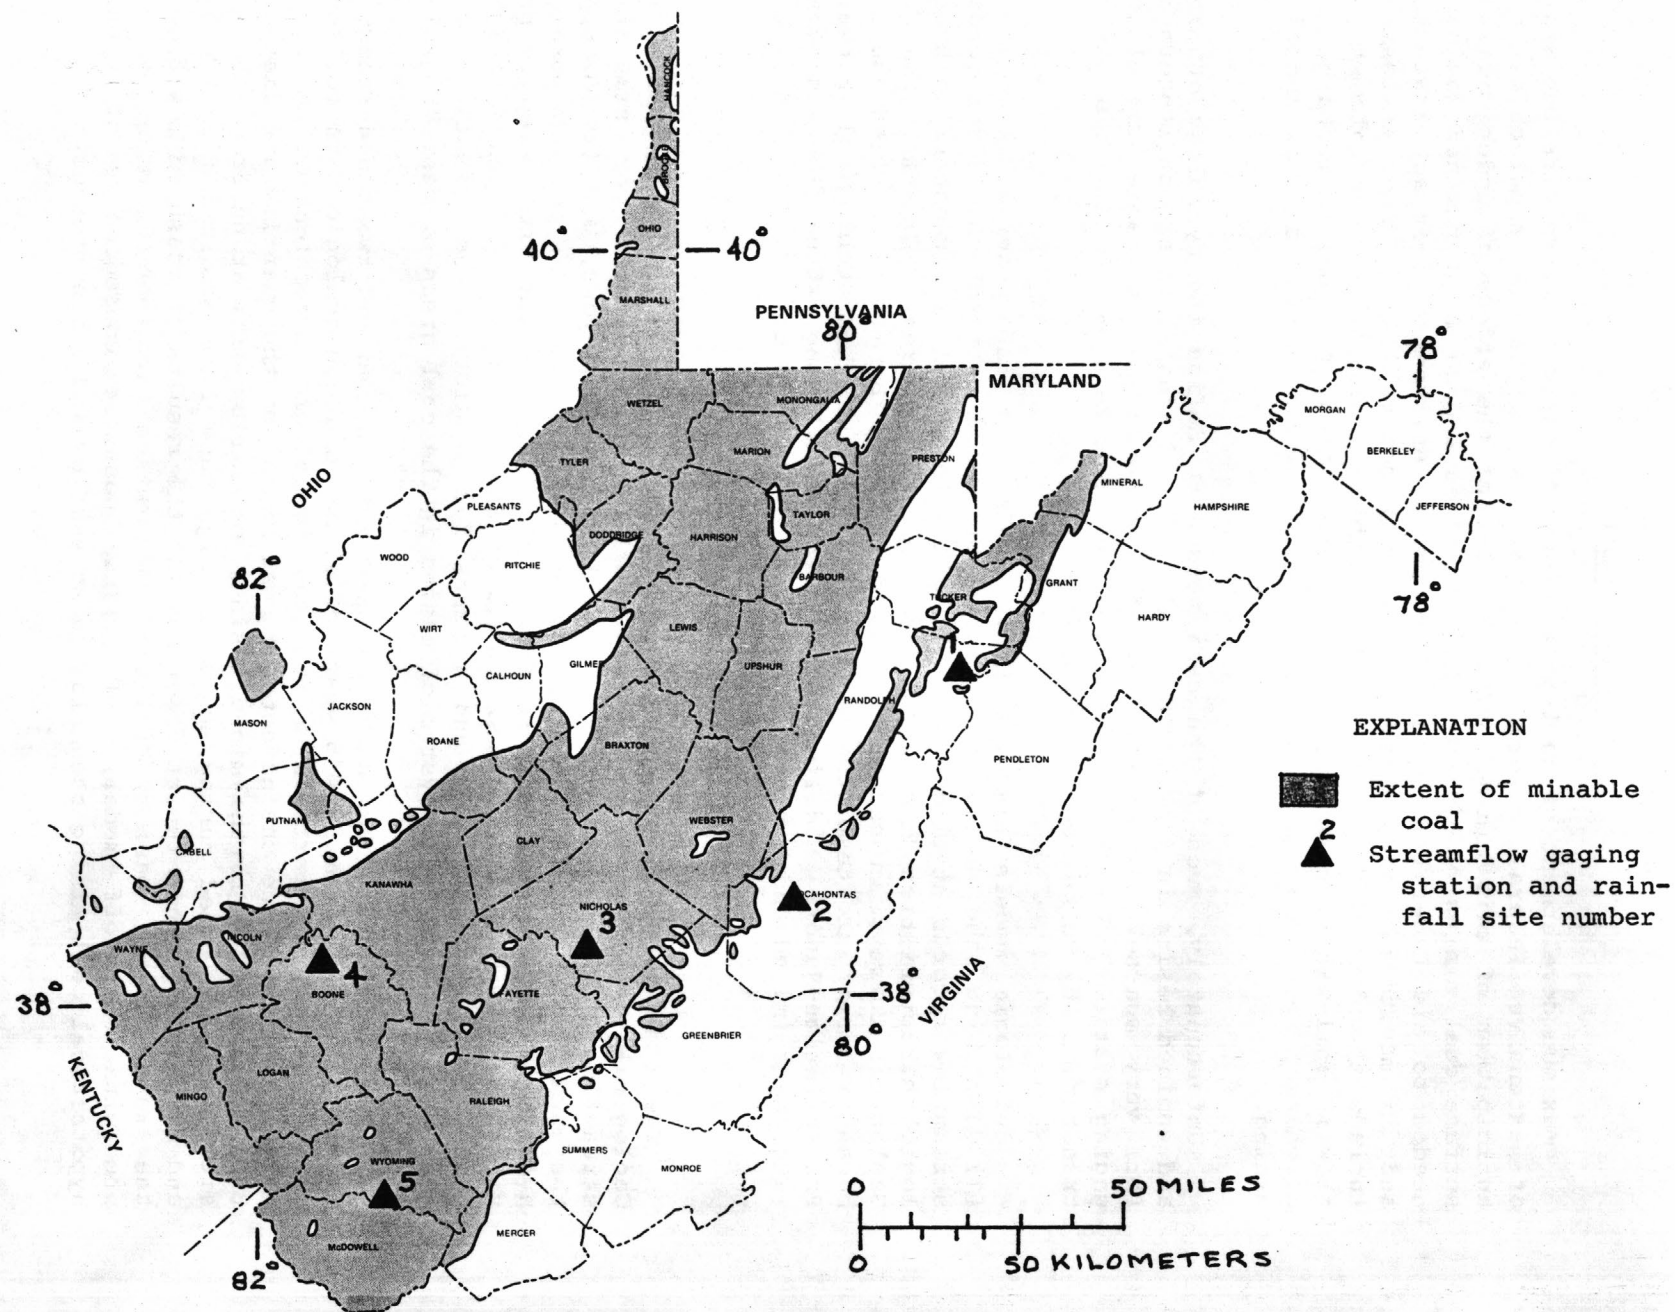 HANCOCK
BROOKE
OHIO
40°
40°
MARSHALL
PENNSYLVANIA
80°
78°
MARYLAND
WETZEL
MONONGALIA
MORGAN
BERKELEY
MARION
PRESTON
TYLER
MINERAL
OHIO
PLEASANTS
TAYLOR
HAMPSHIRE
JEFFERSON
DODDRIDGE
HARRISON
WOOD
RITCHIE
82°
BARBOUR
GRANT
TUCKER
78°
HARDY
WIRT
LEWIS
1
GILMER
UPSHUR
CALHOUN
RANDOLPH
JACKSON
MASON
ROANE
BRAXTON
PENDLETON
EXPLANATION
Extent of minable
coal
2
Streamflow gaging
station and rain-
fall site number
PUTNAM
WEBSTER
CLAY
CABELL
KANAWHA
OCAHONTAS
2
NICHOLAS
3
LINCOLN
WAYNE
4
BOONE
FAYETTE
38°
38°
VIRGINIA
80°
GREENBRIER
KENTUCKY
LOGAN
MINGO
RALEIGH
SUMMERS
WYOMING
MONROE
5
0 50 MILES
MERCER
McDOWELL
0 50 KILOMETERS
82°